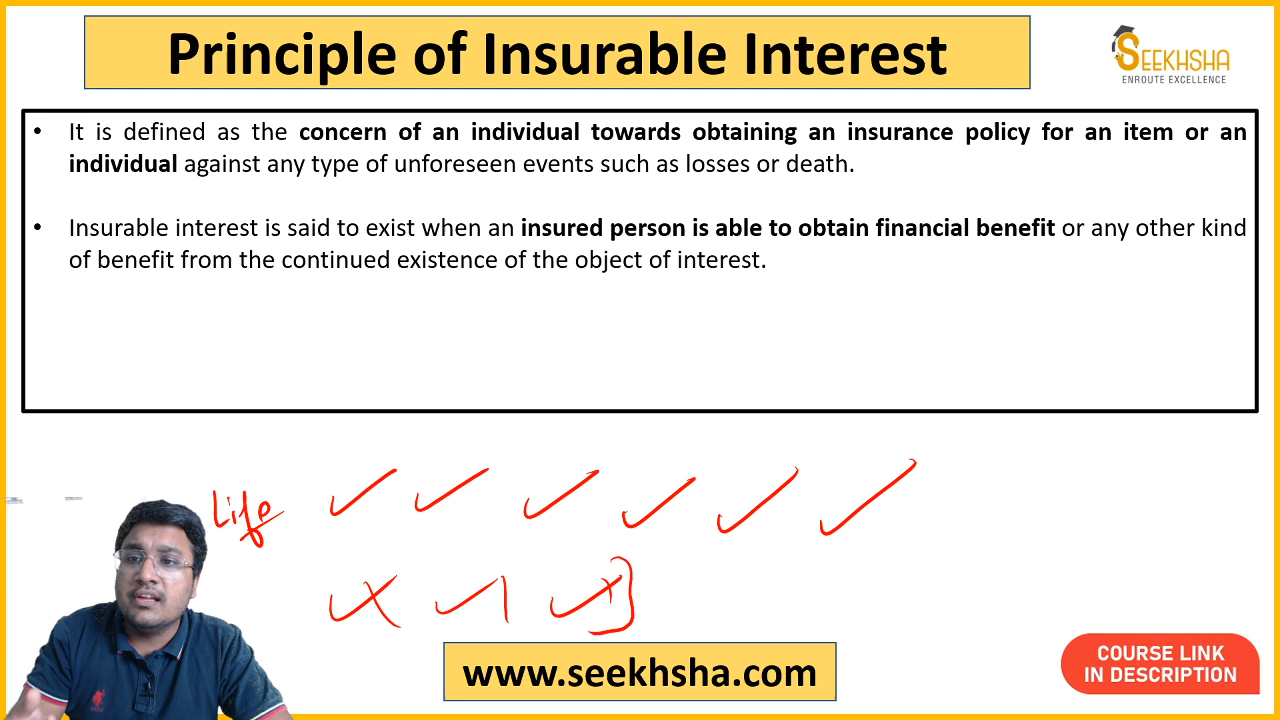 Principle of Insurable Interest
SEEKHSHA
ENROUTE EXCELLENCE
• It is defined as the concern of an individual towards obtaining an insurance policy for an item or an
individual against any type of unforeseen events such as losses or death.
• Insurable interest is said to exist when an insured person is able to obtain financial benefit or any other kind
of benefit from the continued existence of the object of interest.
Life
www.seekhsha.com
COURSE LINK
IN DESCRIPTION